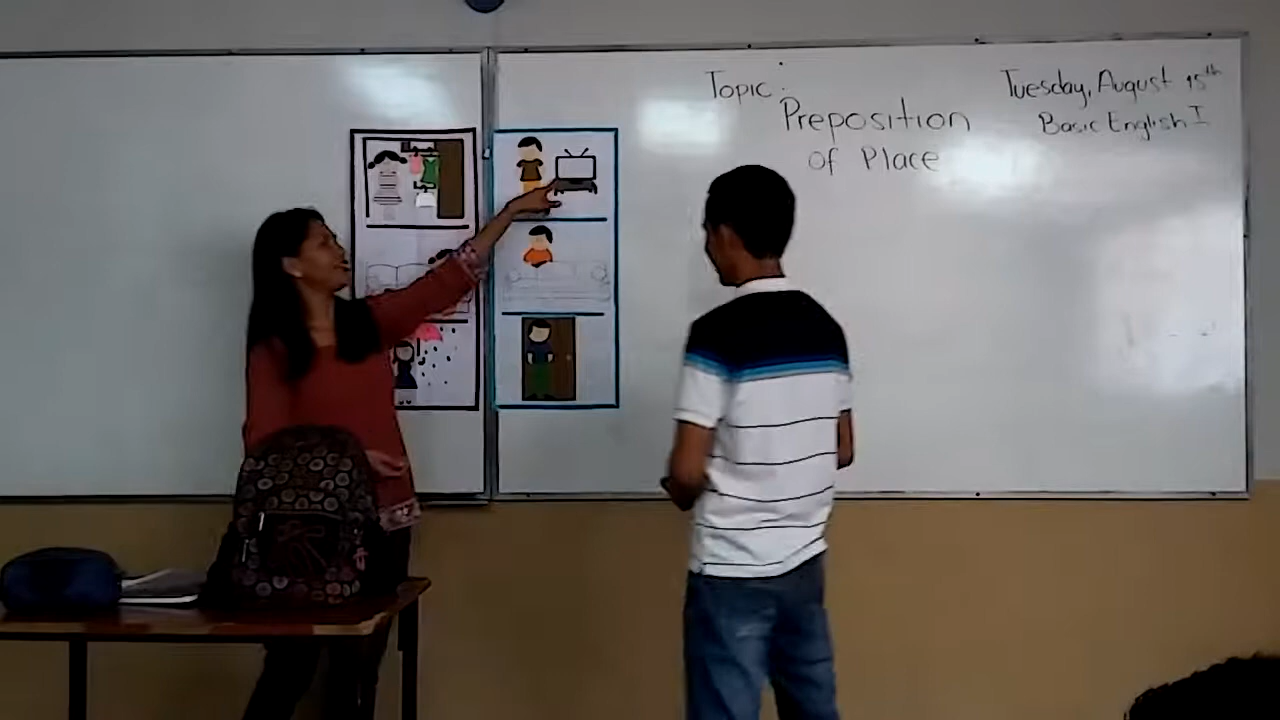 Topic:
Preposition
of Place
Tuesday, August 15th
Basic English I